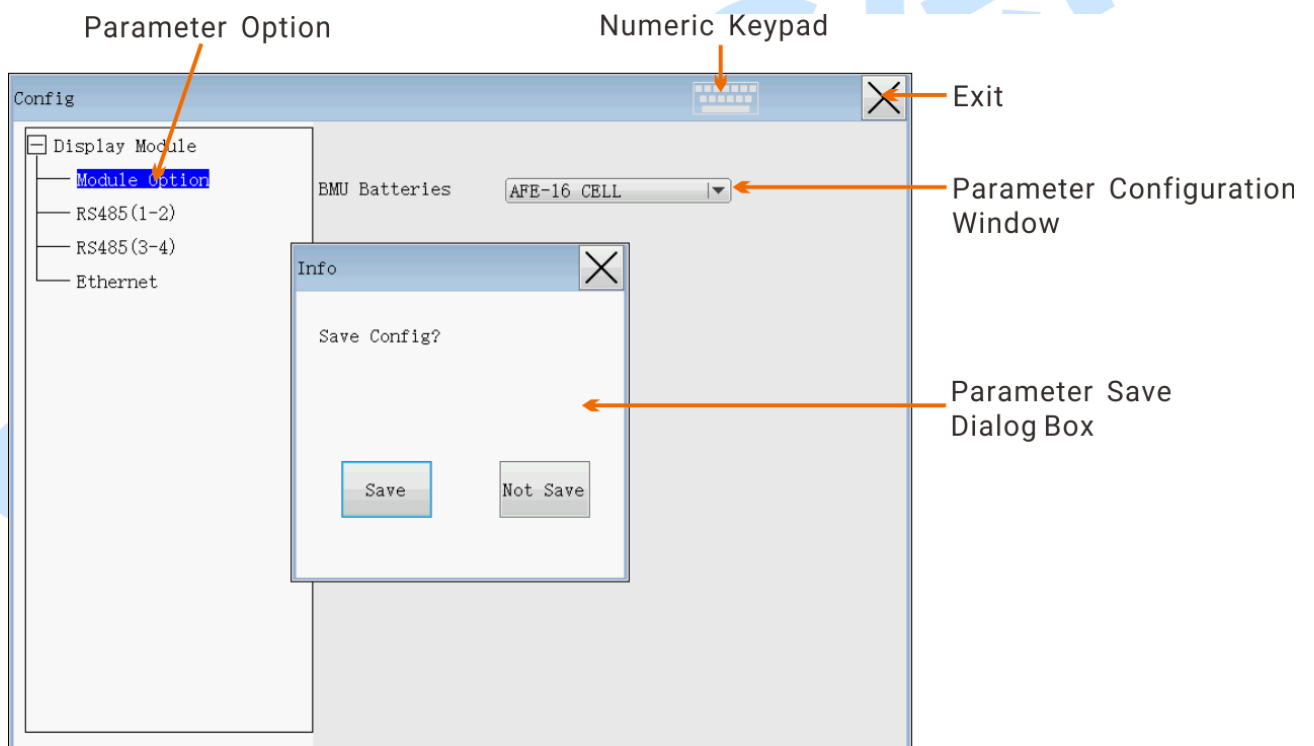 Parameter Option
Numeric Keypad
Config
Exit
Display Module
Module Option
BMU Batteries
AFE-16 CELL
Parameter Configuration
Window
RS485(1-2)
RS485(3-4)
Ethernet
Info
Save Config?
Parameter Save
Dialog Box
Save
Not Save